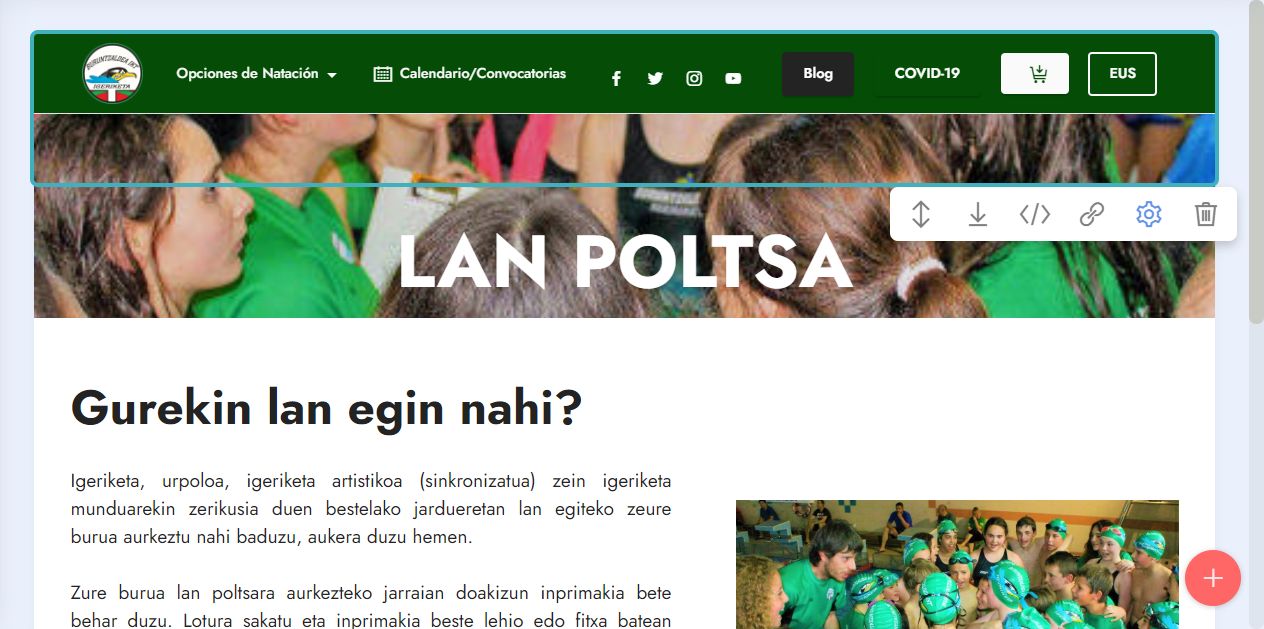 BURUNTZALDEA IKT
IGERIKETA
Opciones de Natación
Calendario/Convocatorias
Blog
COVID-19
EUS
LAN POLTSA
Gurekin lan egin nahi?
Igeriketa, urpoloa, igeriketa artistikoa (sinkronizatua) zein igeriketa
munduarekin zerikusia duen bestelako jardueretan lan egiteko zeure
burua aurkeztu nahi baduzu, aukera duzu hemen.
Zure burua lan poltsara aurkezteko jarraian doakizun inprimakia bete
behar duzu. Lotura sakatu eta inprimakia beste lehio edo fitxa batean